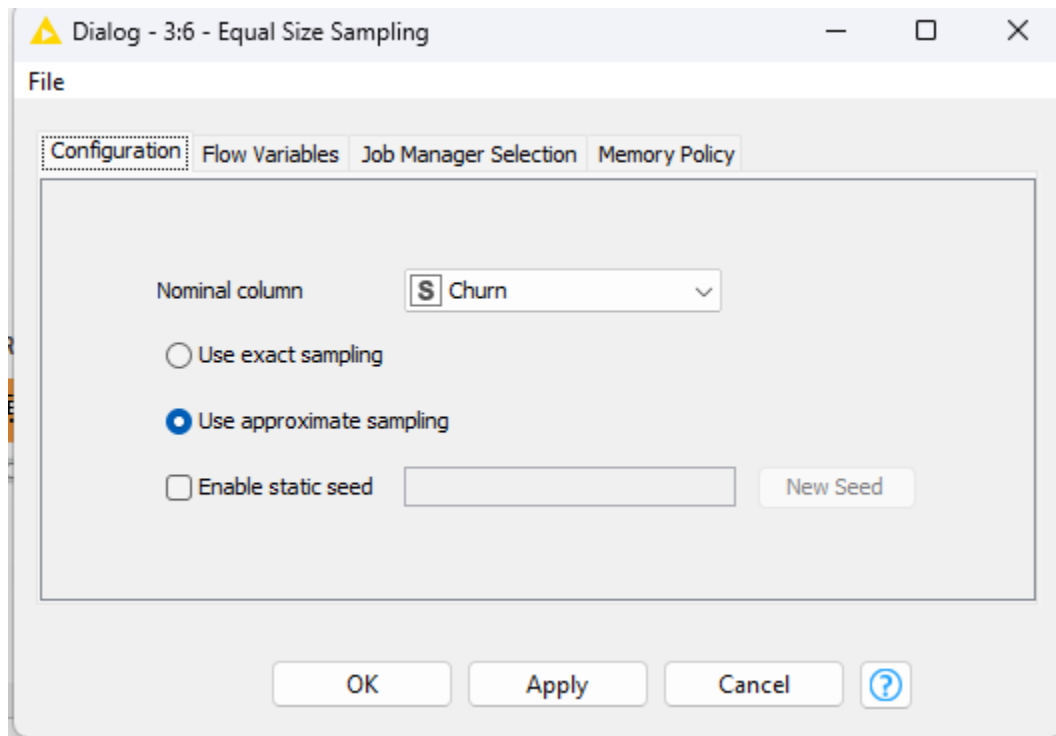 Dialog - 3:6 - Equal Size Sampling
File
Configuration Flow Variables Job Manager Selection Memory Policy
Nominal column S Churn
Use exact sampling
Use approximate sampling
Enable static seed New Seed
OK Apply Cancel ?